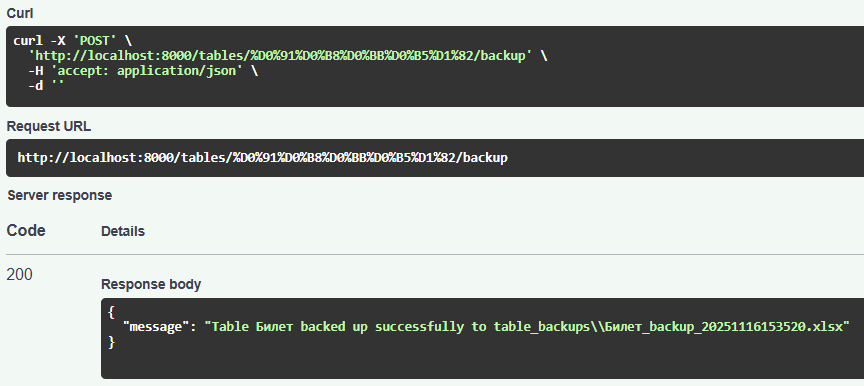 Curl
curl -X 'POST' \
'http://localhost:8000/tables/%D0%91%D0%B8%D0%BB%D0%B5%D1%82/backup' \
-H 'accept: application/json' \
-d ''
Request URL
http://localhost:8000/tables/%D0%91%D0%B8%D0%BB%D0%B5%D1%82/backup
Server response
Code Details
200
Response body
{
"message": "Table Билет backed up successfully to table_backups\\Билет_backup_20251116153520.xlsx"
}